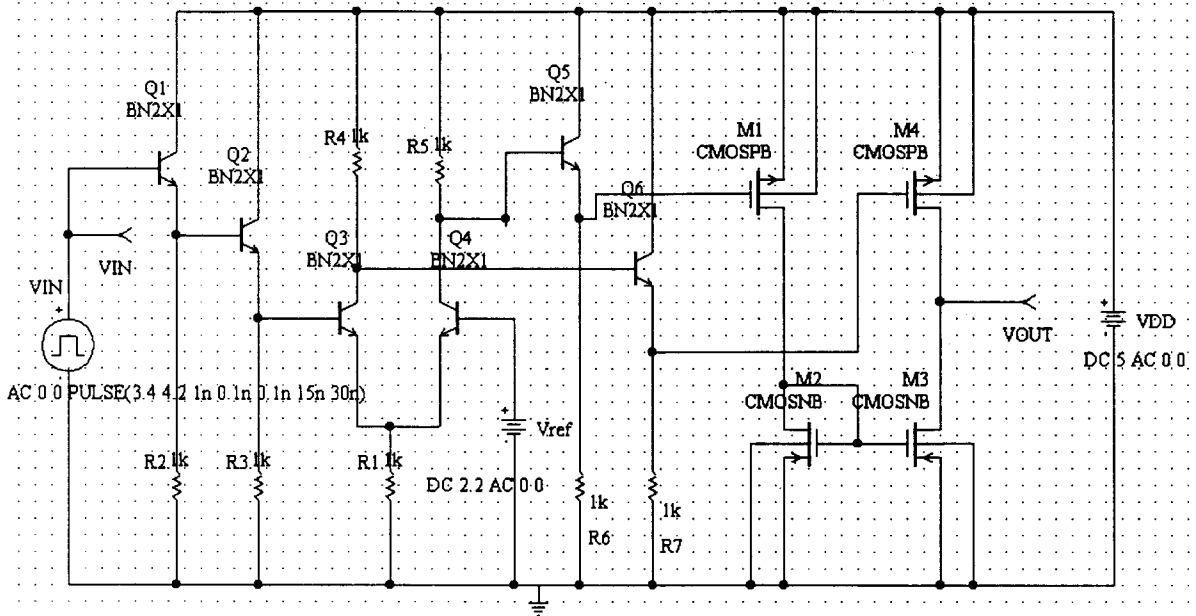 Q1
BN2X1
Q2
BN2X1
R4 1k
R5 1k
Q5
BN2X1
M1
CMOSPB
M4
CMOSPB
Q6
BN2X1
VIN
VIN
Q3
BN2X1
Q4
BN2X1
VOUT
VDD
DC 5 AC 0 0
AC 0 0 PULSE(3.4 4.2 1n 0.1n 0.1n 15n 30n)
M2
CMOSNB
M3
CMOSNB
Vref
DC 2.2 AC 0 0
R2 1k
R3 1k
R1 1k
1k
R6
1k
R7